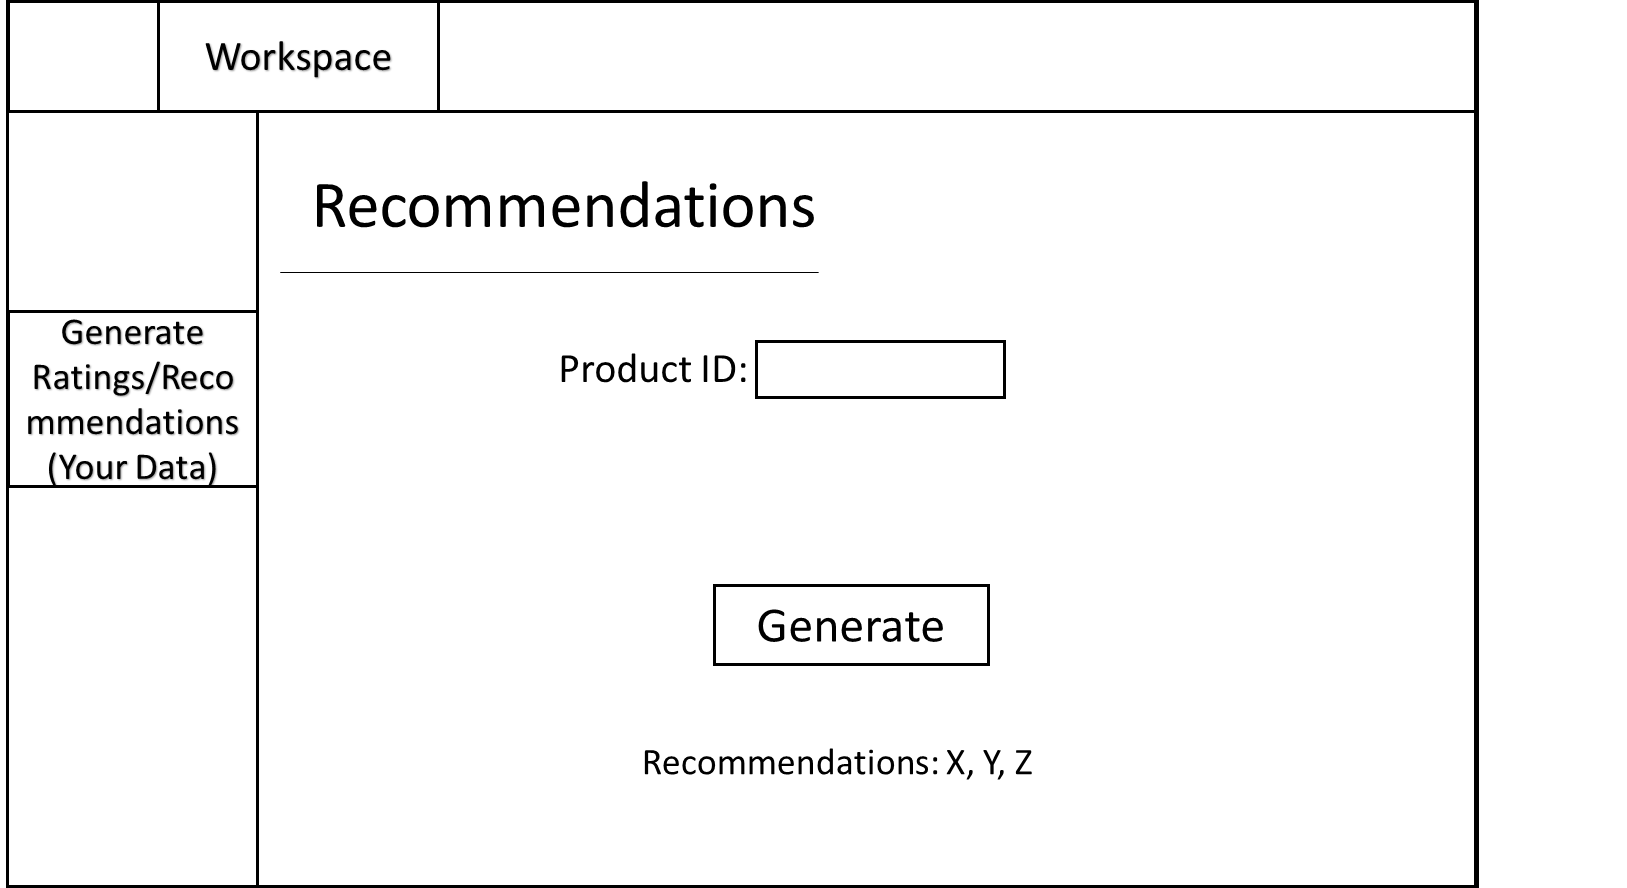 Workspace
Recommendations
Generate
Ratings/Reco
mmendations
(Your Data)
Product ID:
Generate
Recommendations: X, Y, Z